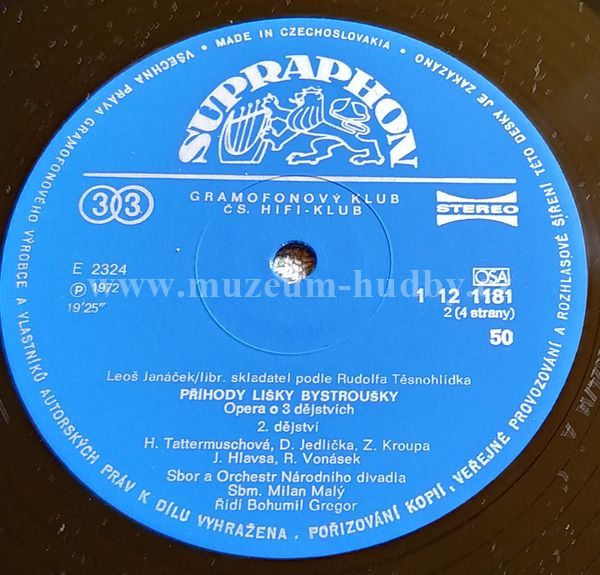 VŠECHNA PRÁVA GRAMOFONOVÉHO VÝROBCE A VLASTNÍKŮ AUTORSKÝCH PRÁV K DÍLU VYHRAŽENA . POŘIZOVÁNÍ KOPIÍ, VEŘEJNÉ PROVOZOVÁNÍ A ROZHLASOVÉ ŠÍŘENÍ TÉTO DESKY JE ZAKÁZÁNO
• MADE IN CZECHOSLOVAKIA •
SUPRAPHON
33
GRAMOFONOVÝ KLUB
ČS. HIFI-KLUB
STEREO
E 2324
OSA
Ⓟ 1972
1 12 1181
19'25"
2 (4 strany)
50
www.muzeum-hudby.
Leoš Janáček/libr. skladatel podle Rudolfa Těsnohlídka
PŘÍHODY LIŠKY BYSTROUŠKY
Opera o 3 dějstvích
2. dějství
H. Tattermuschová, D. Jedlička, Z. Kroupa
J. Hlavsa, R. Vonásek
Sbor a Orchestr Národního divadla
Sbm. Milan Malý
Řídí Bohumil Gregor